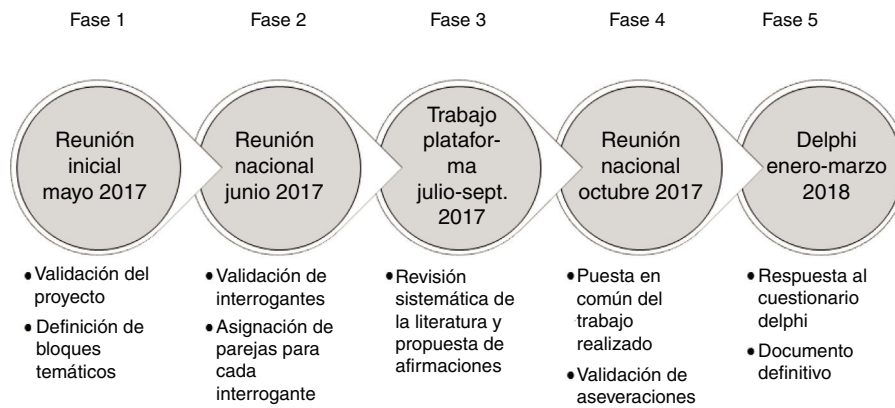 Fase 1
Fase 2
Fase 3
Fase 4
Fase 5
Reunión
inicial
mayo 2017
Reunión
nacional
junio 2017
Trabajo
platafor-
ma
julio-sept.
2017
Reunión
nacional
octubre 2017
Delphi
enero-marzo
2018
• Validación del
proyecto
• Definición de
bloques
temáticos
• Validación de
interrogantes
• Asignación de
parejas para
cada
interrogante
• Revisión
sistemática de
la literatura y
propuesta de
afirmaciones
• Puesta en
común del
trabajo
realizado
• Validación de
aseveraciones
• Respuesta al
cuestionario
delphi
• Documento
definitivo